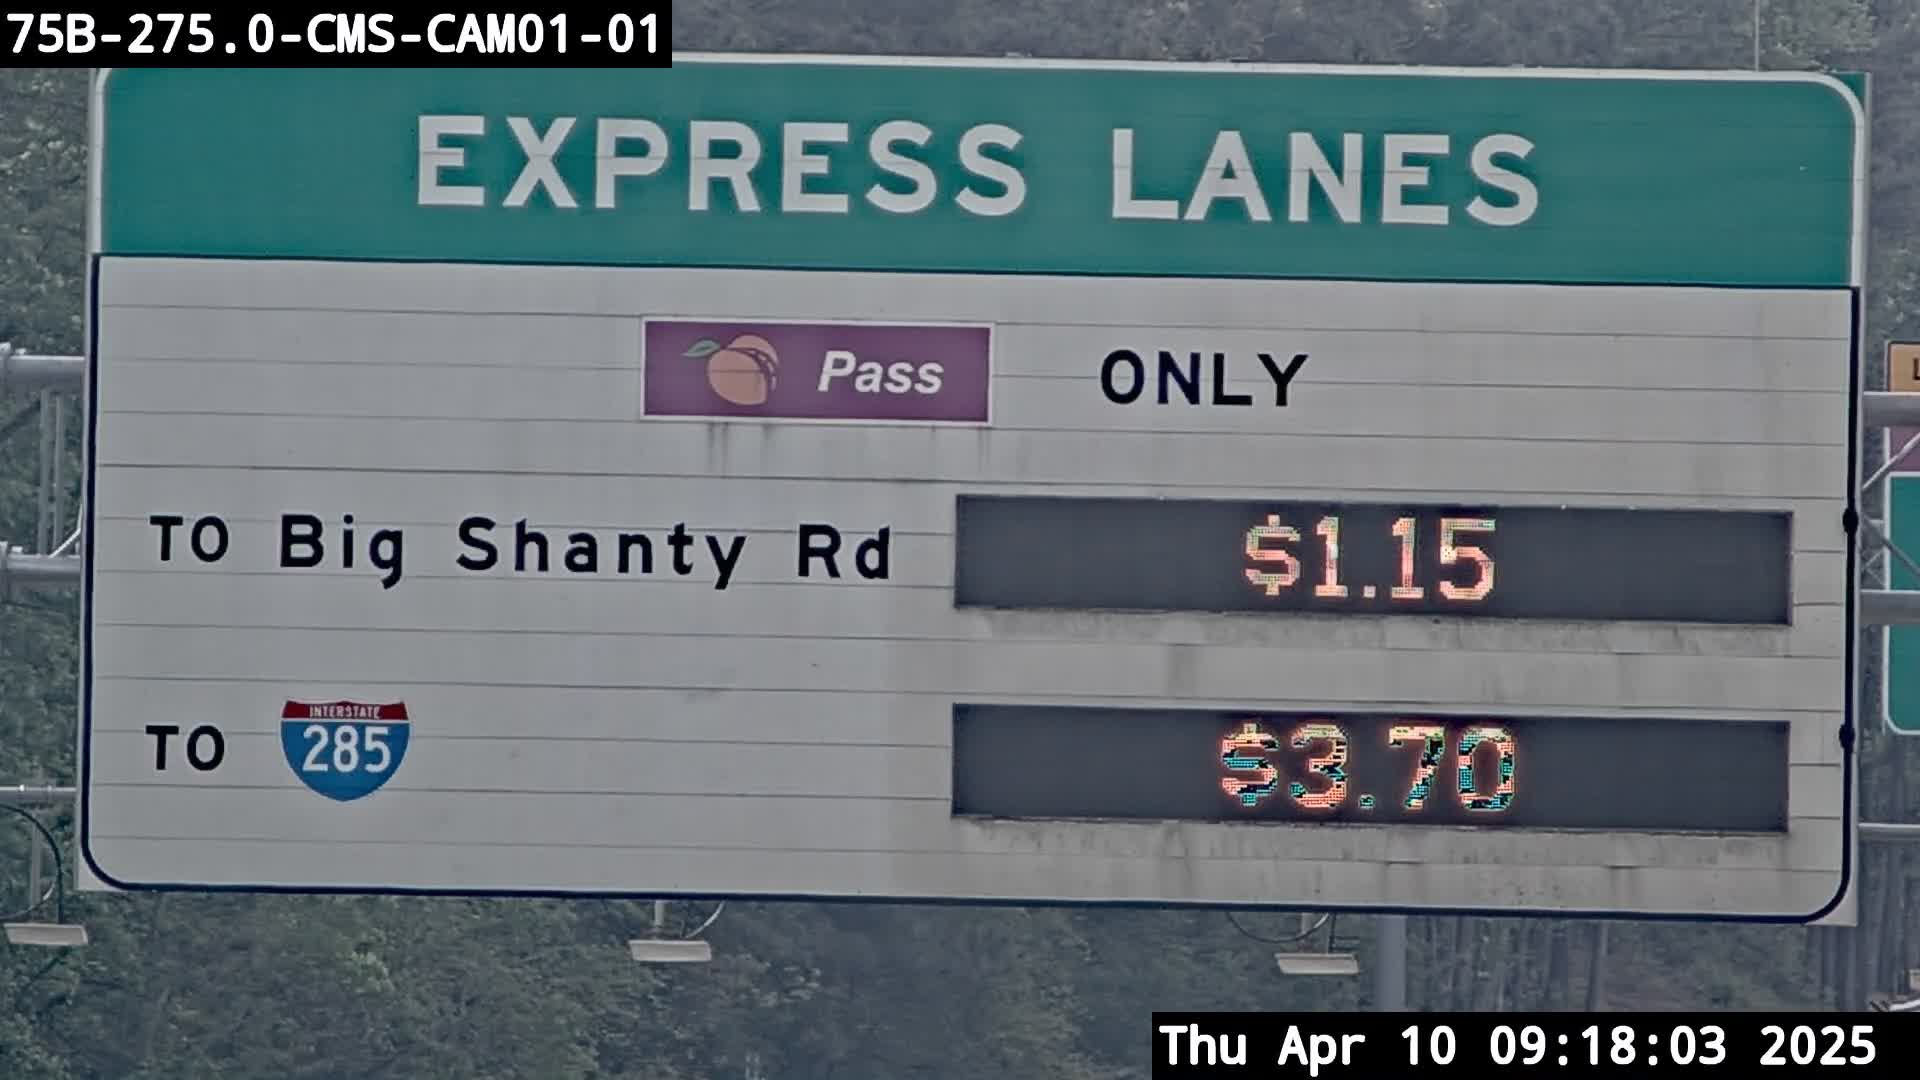 75B-275.0-CMS-CAM01-01
EXPRESS LANES
Pass ONLY
TO Big Shanty Rd $1.15
TO INTERSTATE 285 $3.70
Thu Apr 10 09:18:03 2025